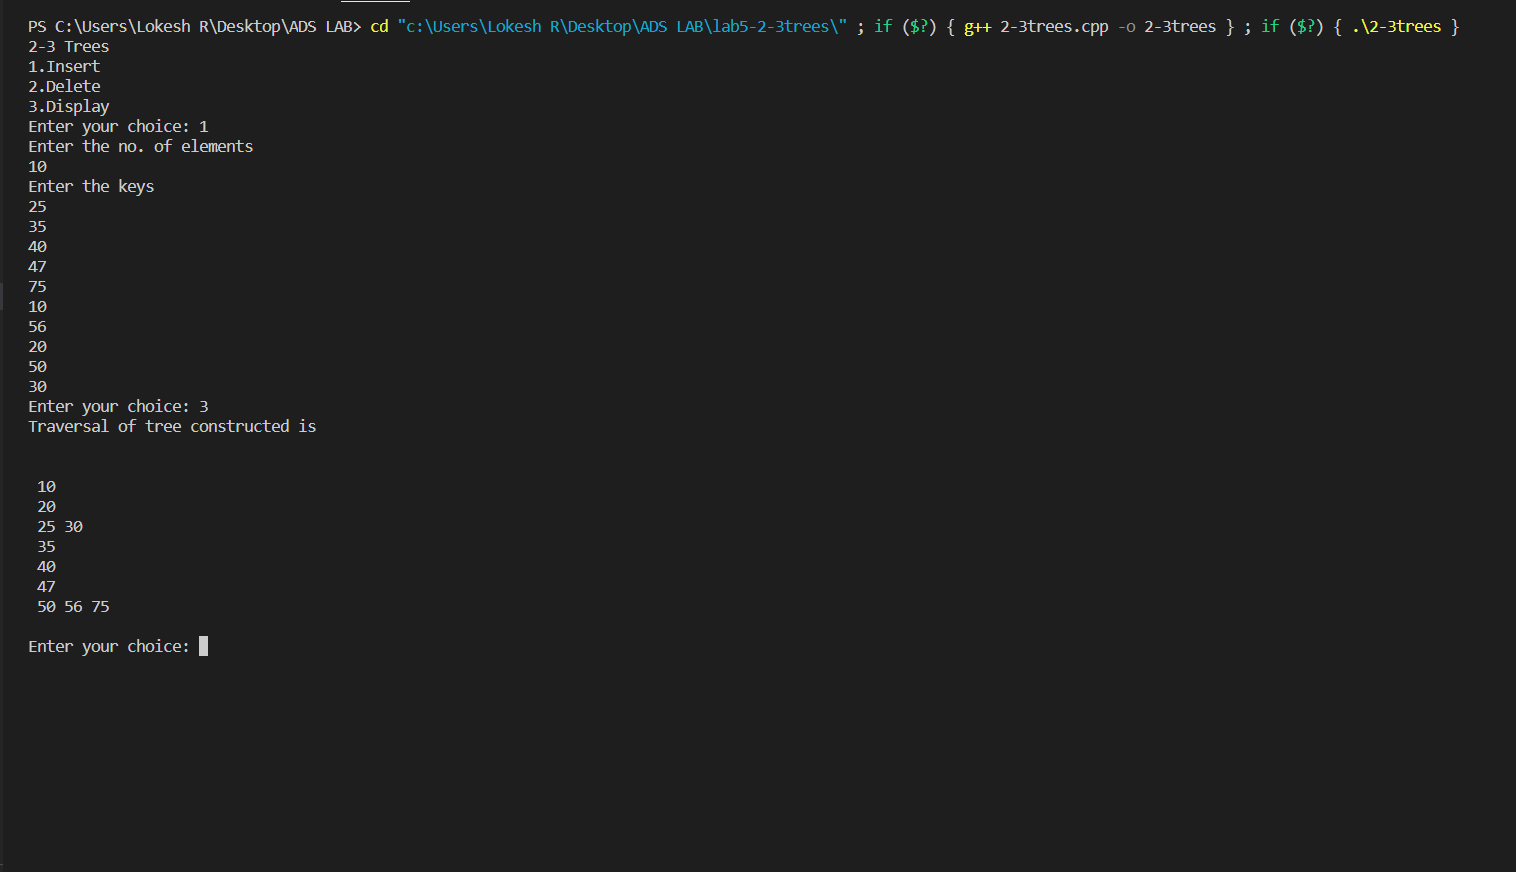 PS C:\Users\Lokesh R\Desktop\ADS LAB> cd "c:\Users\Lokesh R\Desktop\ADS LAB\lab5-2-3trees\" ; if ($?) { g++ 2-3trees.cpp -o 2-3trees } ; if ($?) { .\2-3trees }
2-3 Trees
1.Insert
2.Delete
3.Display
Enter your choice: 1
Enter the no. of elements
10
Enter the keys
25
35
40
47
75
10
56
20
50
30
Enter your choice: 3
Traversal of tree constructed is
10
20
25 30
35
40
47
50 56 75
Enter your choice: